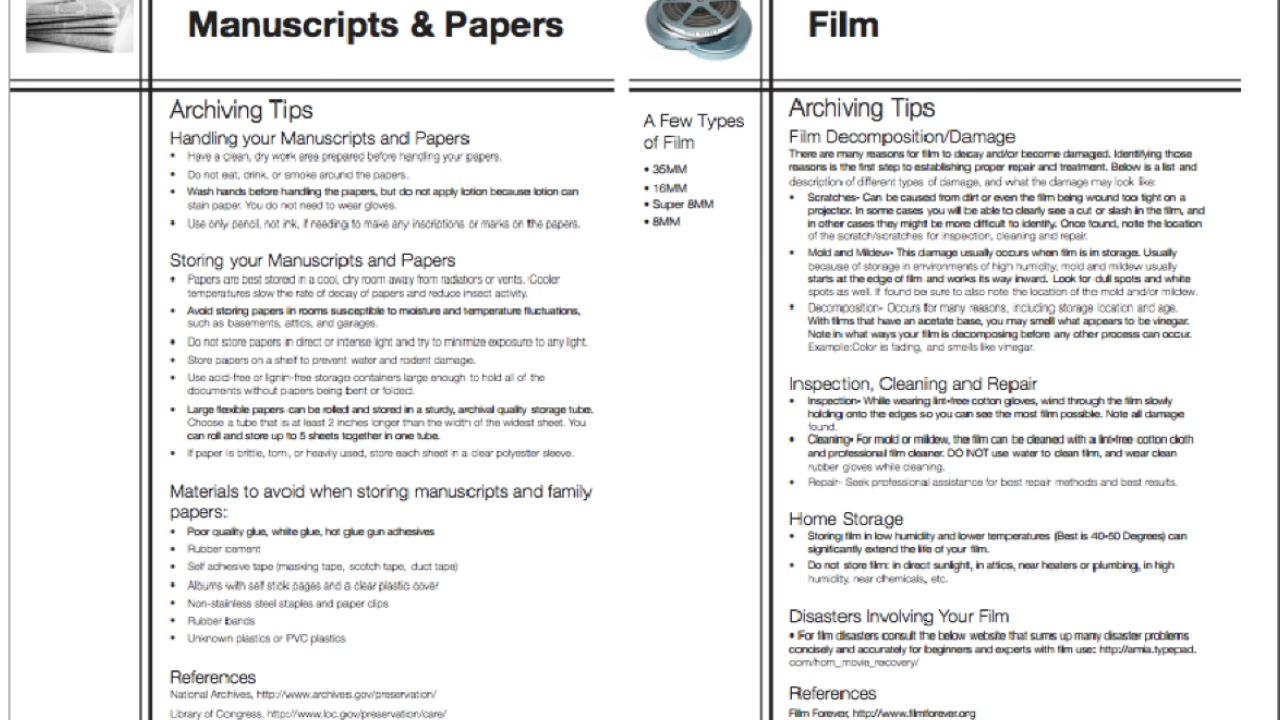 Manuscripts & Papers
Archiving Tips
Handling your Manuscripts and Papers
• Have a clean, dry work area prepared before handling your papers.
• Do not eat, drink, or smoke around the papers.
• Wash hands before handling the papers, but do not apply lotion because lotion can
stain paper. You do not need to wear gloves.
• Use only pencil, not ink, if needing to make any inscriptions or marks on the papers.
Storing your Manuscripts and Papers
• Papers are best stored in a cool, dry room away from radiators or vents. Cooler
temperatures slow the rate of decay of papers and reduce insect activity.
• Avoid storing papers in rooms susceptible to moisture and temperature fluctuations,
such as basements, attics, and garages.
• Do not store papers in direct or intense light and try to minimize exposure to any light.
• Store papers on a shelf to prevent water and rodent damage.
• Use acid-free or lignin-free storage containers large enough to hold all of the
documents without papers being bent or folded.
• Large flexible papers can be rolled and stored in a sturdy, archival quality storage tube.
Choose a tube that is at least 2 inches longer than the width of the widest sheet. You
can roll and store up to 5 sheets together in one tube.
• If paper is brittle, torn, or heavily used, store each sheet in a clear polyester sleeve.
Materials to avoid when storing manuscripts and family
papers:
• Poor quality glue, white glue, hot glue gun adhesives
• Rubber cement
• Self adhesive tape (masking tape, scotch tape, duct tape)
• Albums with self stick pages and a clear plastic cover
• Non-stainless steel staples and paper clips
• Rubber bands
• Unknown plastics or PVC plastics
References
National Archives, http://www.archives.gov/preservation/
Library of Congress, http://www.loc.gov/preservation/care/
Film
A Few Types
of Film
• 35MM
• 16MM
• Super 8MM
• 8MM
Archiving Tips
Film Decomposition/Damage
There are many reasons for film to decay and/or become damaged. Identifying those
reasons is the first step to establishing proper repair and treatment. Below is a list and
description of different types of damage, and what the damage may look like:
• Scratches- Can be caused from dirt or even the film being wound too tight on a
projector. In some cases you will be able to clearly see a cut or slash in the film, and
in other cases they might be more difficult to identify. Once found, note the location
of the scratch/scratches for inspection, cleaning and repair.
• Mold and Mildew- This damage usually occurs when film is in storage. Usually
because of storage in environments of high humidity, mold and mildew usually
starts at the edge of film and works its way inward. Look for dull spots and white
spots as well. If found be sure to also note the location of the mold and/or mildew.
• Decomposition- Occurs for many reasons, including storage location and age.
With films that have an acetate base, you may smell what appears to be vinegar.
Note in what ways your film is decomposing before any other process can occur.
Example:Color is fading, and smells like vinegar.
Inspection, Cleaning and Repair
• Inspection- While wearing lint-free cotton gloves, wind through the film slowly
holding onto the edges so you can see the most film possible. Note all damage
found.
• Cleaning- For mold or mildew, the film can be cleaned with a lint-free cotton cloth
and professional film cleaner. DO NOT use water to clean film, and wear clean
rubber gloves while cleaning.
• Repair- Seek professional assistance for best repair methods and best results.
Home Storage
• Storing film in low humidity and lower temperatures (Best is 40-50 Degrees) can
significantly extend the life of your film.
• Do not store film: in direct sunlight, in attics, near heaters or plumbing, in high
humidity, near chemicals, etc.
Disasters Involving Your Film
• For film disasters consult the below website that sums up many disaster problems
concisely and accurately for beginners and experts with film use: http://amia.typepad.
com/hom_movie_recovery/
References
Film Forever, http://www.filmforever.org